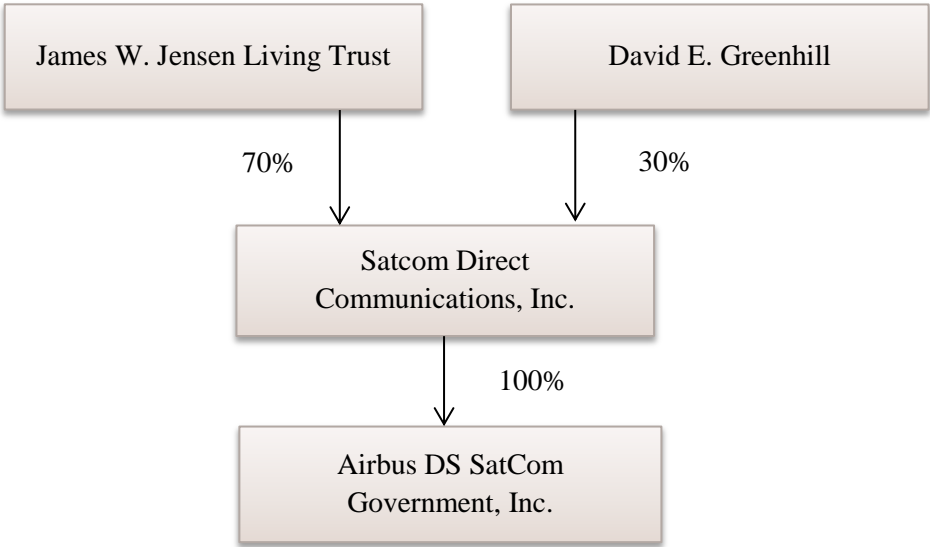 James W. Jensen Living Trust
David E. Greenhill
70%
30%
Satcom Direct
Communications, Inc.
100%
Airbus DS SatCom
Government, Inc.